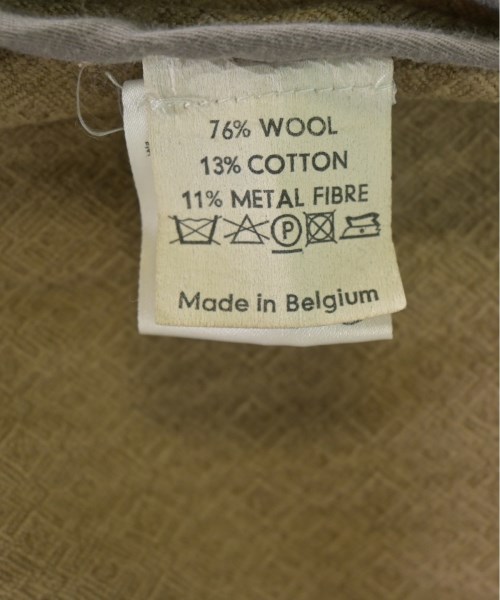 76% WOOL
13% COTTON
11% METAL FIBRE
P
Made in Belgium